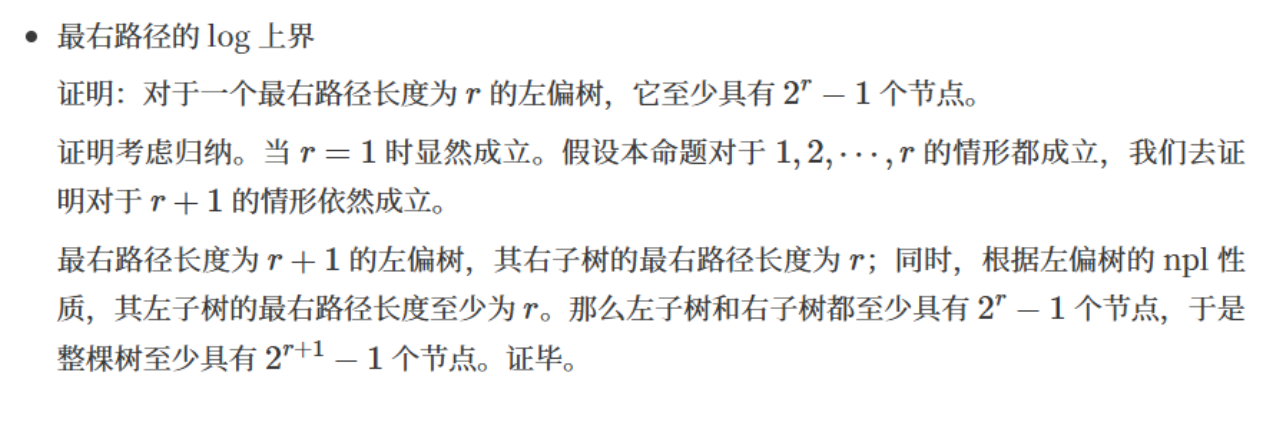 • 最右路径的 log 上界
证明：对于一个最右路径长度为 r 的左偏树，它至少具有 2^r − 1 个节点。
证明考虑归纳。当 r = 1 时显然成立。假设本命题对于 1, 2, ⋯, r 的情形都成立，我们去证
明对于 r + 1 的情形依然成立。
最右路径长度为 r + 1 的左偏树，其右子树的最右路径长度为 r；同时，根据左偏树的 npl 性
质，其左子树的最右路径长度至少为 r。那么左子树和右子树都至少具有 2^r − 1 个节点，于是
整棵树至少具有 2^{r+1} − 1 个节点。证毕。